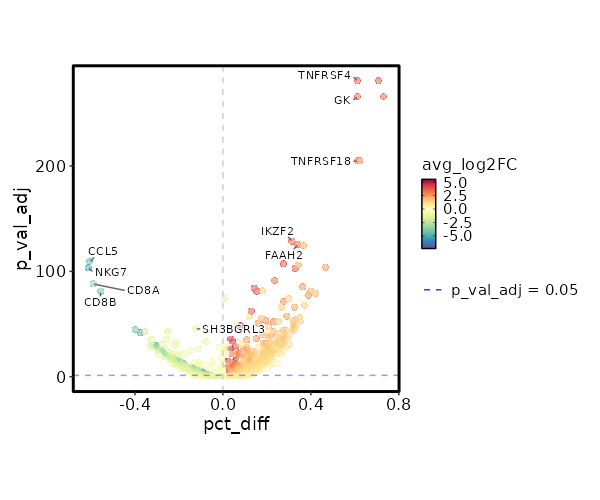 TNFRSF4
GK
TNFRSF18
IKZF2
FAAH2
CCL5
NKG7
CD8A
CD8B
SH3BGRL3
200
100
0
p_val_adj
-0.4
0.0
0.4
0.8
pct_diff
avg_log2FC
5.0
2.5
0.0
-2.5
-5.0
p_val_adj = 0.05